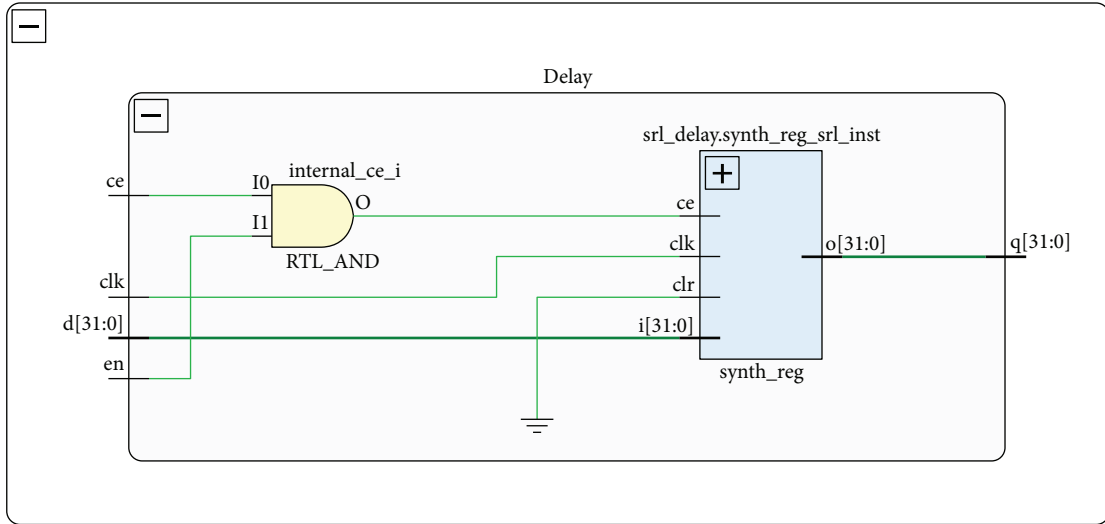 Delay
srl_delay.synth_reg_srl_inst
internal_ce_i
ce
I0
O
I1
ce
RTL_AND
clk
o[31:0]
q[31:0]
clk
clr
d[31:0]
i[31:0]
en
synth_reg